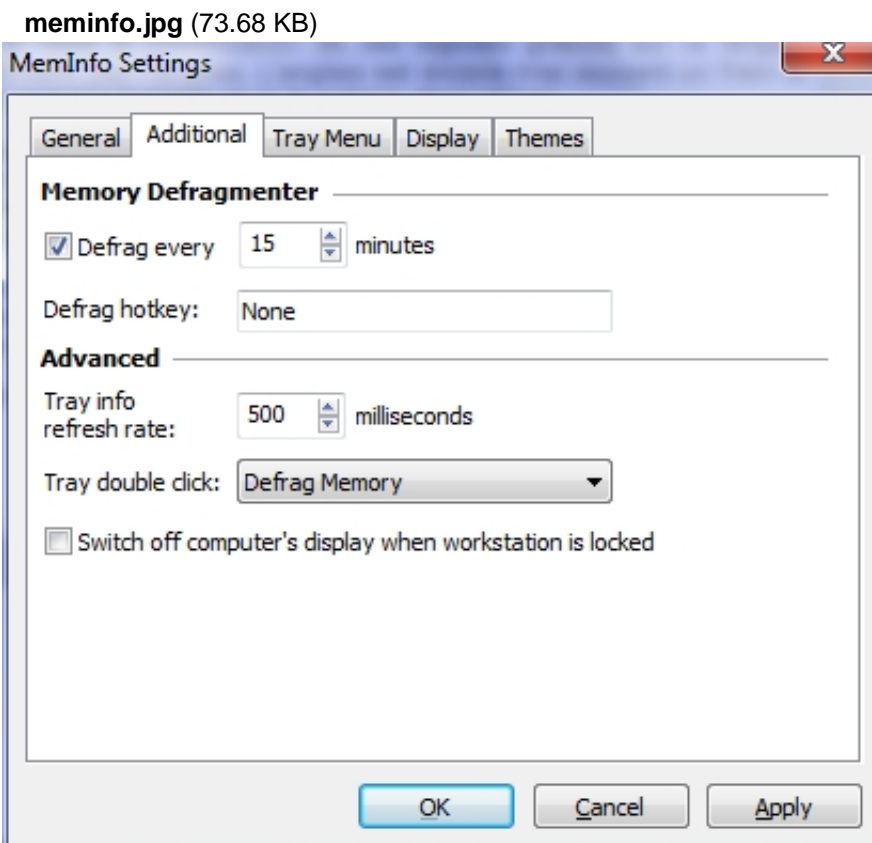 meminfo.jpg (73.68 KB)
MemInfo Settings
General Additional Tray Menu Display Themes
Memory Defragmenter
Defrag every 15 minutes
Defrag hotkey: None
Advanced
Tray info
refresh rate: 500 milliseconds
Tray double click: Defrag Memory
Switch off computer's display when workstation is locked
OK Cancel Apply